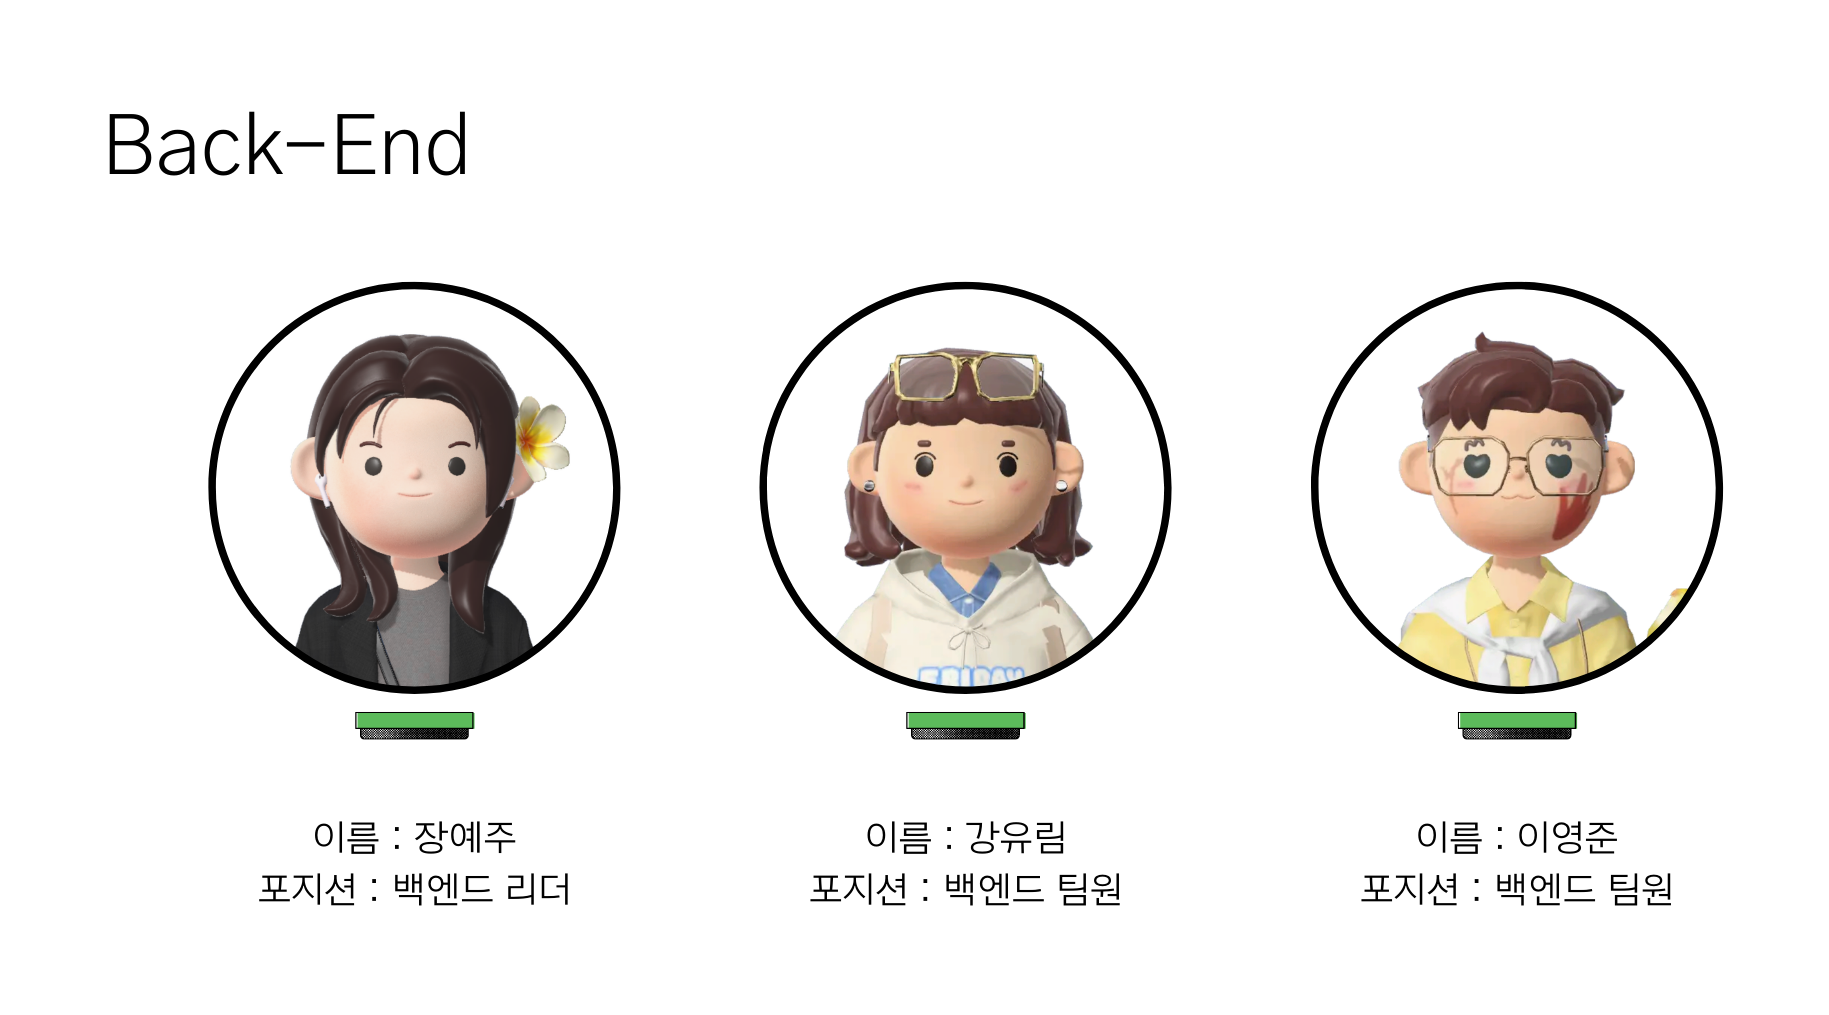 Back-End
이름 : 장예주
포지션 : 백엔드 리더
이름 : 강유림
포지션 : 백엔드 팀원
이름 : 이영준
포지션 : 백엔드 팀원